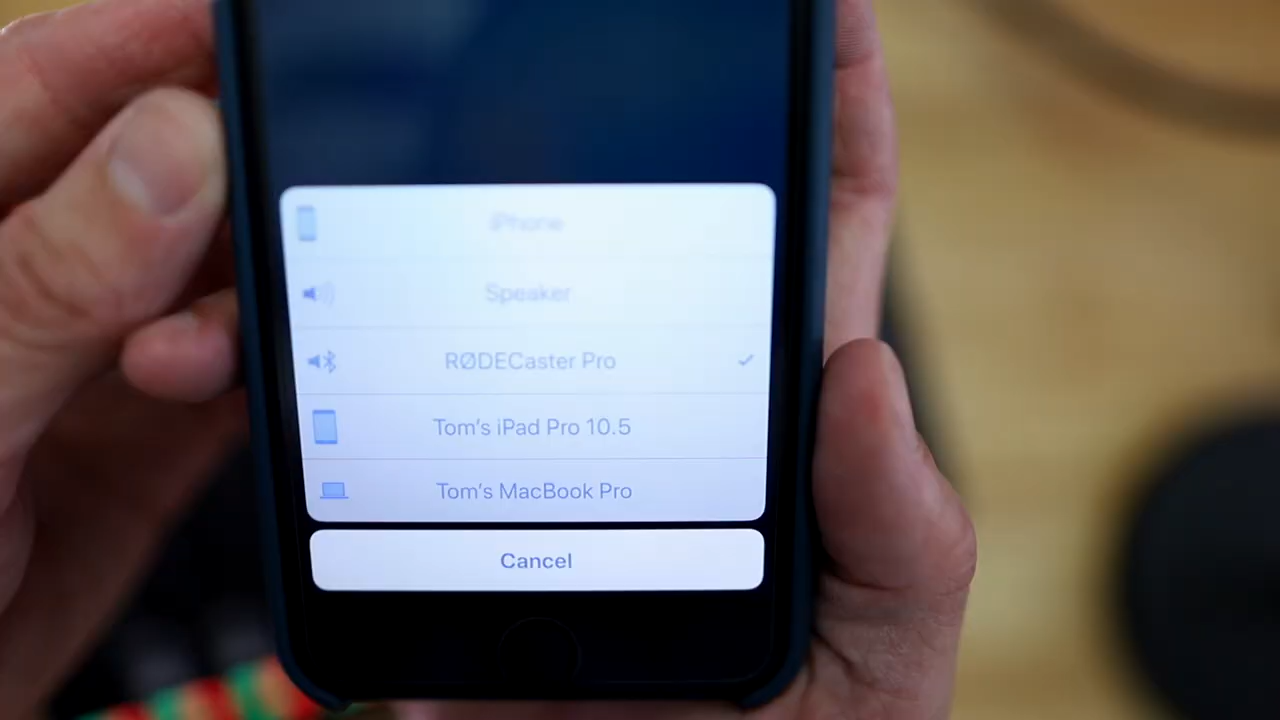 iPhone
Speaker
RØDECaster Pro
Tom's iPad Pro 10.5
Tom's MacBook Pro
Cancel